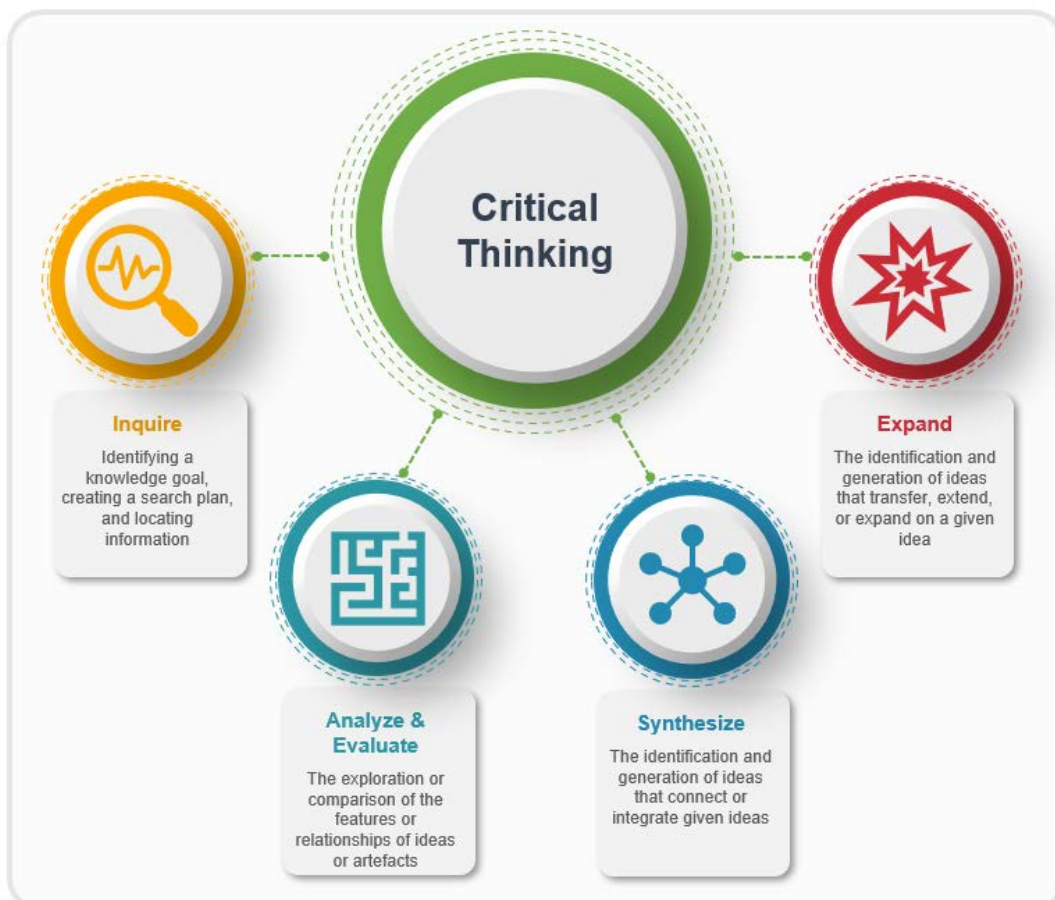 Critical
Thinking
Inquire
Identifying a
knowledge goal,
creating a search plan,
and locating
information
Analyze &
Evaluate
The exploration or
comparison of the
features or
relationships of ideas
or artefacts
Synthesize
The identification and
generation of ideas
that connect or
integrate given ideas
Expand
The identification and
generation of ideas
that transfer, extend,
or expand on a given
idea